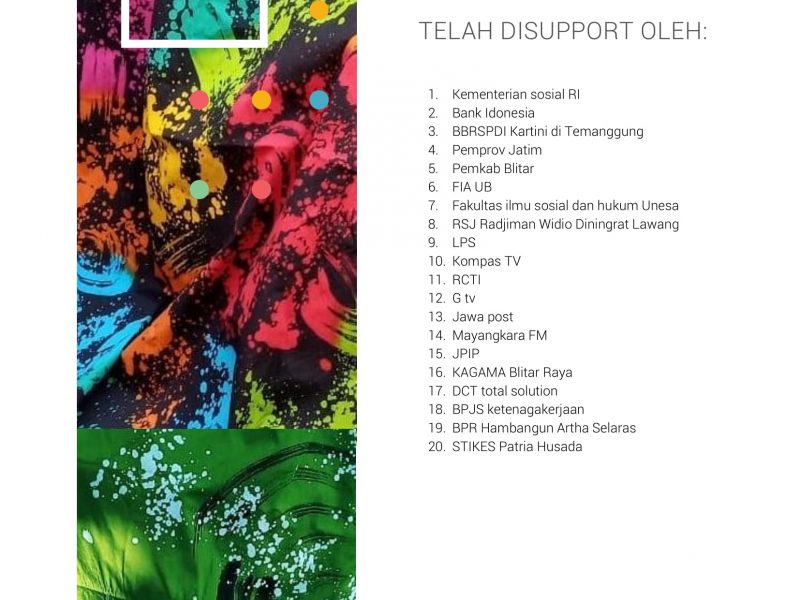 TELAH DISUPPORT OLEH:
1. Kementerian sosial RI
2. Bank Idonesia
3. BBRSPDI Kartini di Temanggung
4. Pemprov Jatim
5. Pemkab Blitar
6. FIA UB
7. Fakultas ilmu sosial dan hukum Unesa
8. RSJ Radjiman Widio Diningrat Lawang
9. LPS
10. Kompas TV
11. RCTI
12. G tv
13. Jawa post
14. Mayangkara FM
15. JPIP
16. KAGAMA Blitar Raya
17. DCT total solution
18. BPJS ketenagakerjaan
19. BPR Hambangun Artha Selaras
20. STIKES Patria Husada